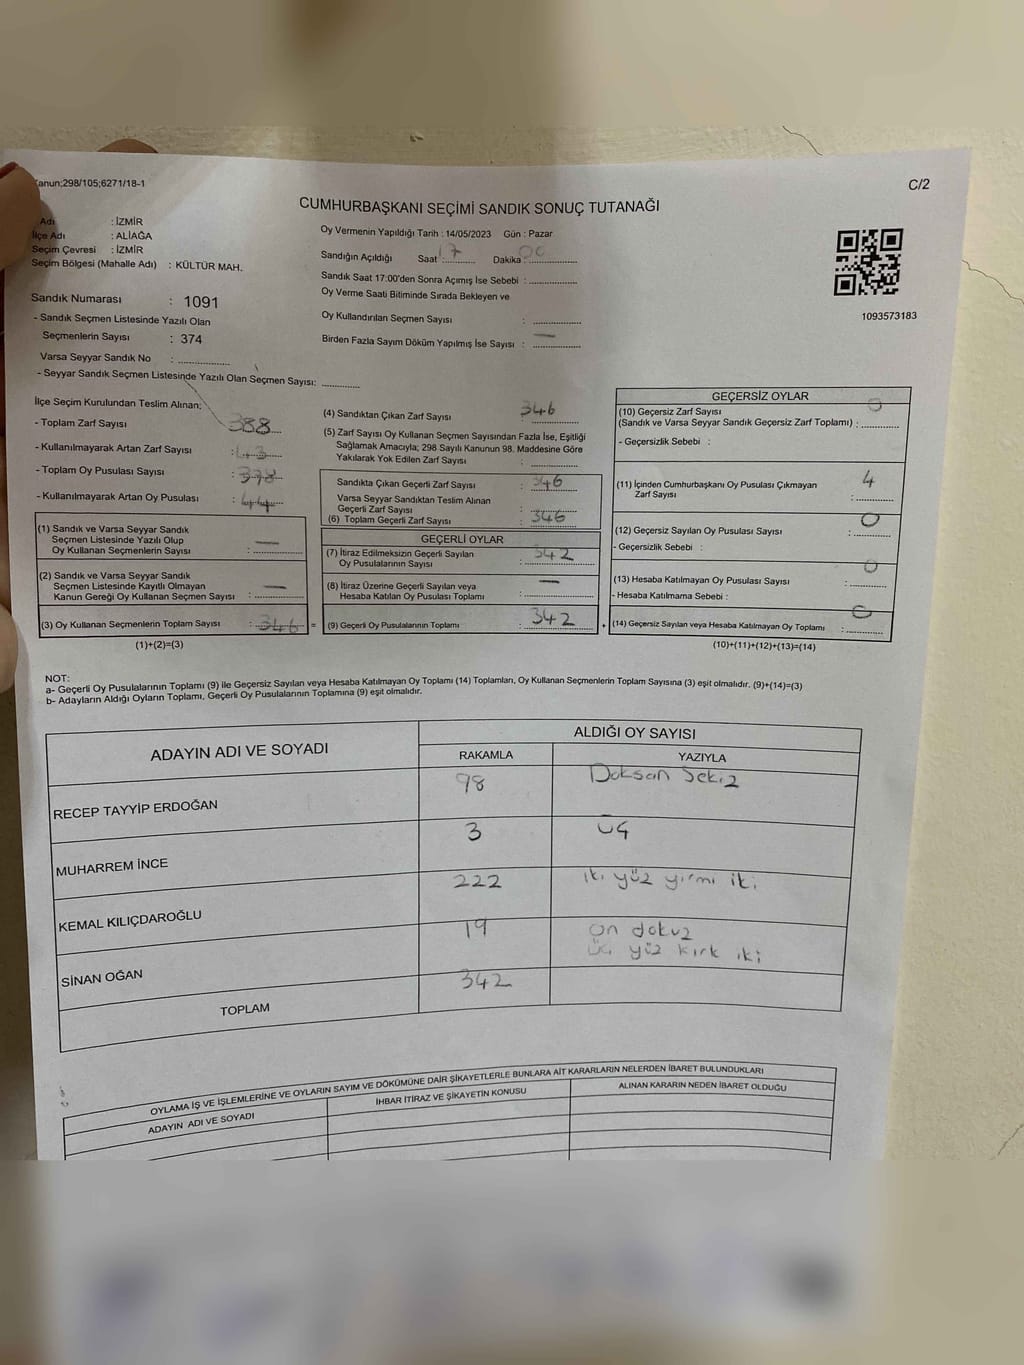 Kanun;298/105;6271/18-1
C/2
CUMHURBAŞKANI SEÇİMİ SANDIK SONUÇ TUTANAĞI
Adı : İZMİR
İlçe Adı : ALİAĞA
Seçim Çevresi : İZMİR
Seçim Bölgesi (Mahalle Adı) : KÜLTÜR MAH.
Sandık Numarası : 1091
- Sandık Seçmen Listesinde Yazılı Olan
Seçmenlerin Sayısı : 374
Varsa Seyyar Sandık No :
- Seyyar Sandık Seçmen Listesinde Yazılı Olan Seçmen Sayısı:
Oy Vermenin Yapıldığı Tarih : 14/05/2023 Gün : Pazar
Sandığın Açıldığı Saat : 17 Dakika : 00
Sandık Saat 17:00'den Sonra Açımış İse Sebebi :
Oy Verme Saati Bitiminde Sırada Bekleyen ve
Oy Kullandırılan Seçmen Sayısı :
Birden Fazla Sayım Döküm Yapılmış İse Sayısı : —
1093573183
İlçe Seçim Kurulundan Teslim Alınan;
- Toplam Zarf Sayısı : 388
- Kullanılmayarak Artan Zarf Sayısı : 43
- Toplam Oy Pusulası Sayısı : 378
- Kullanılmayarak Artan Oy Pusulası : 44
(1) Sandık ve Varsa Seyyar Sandık
Seçmen Listesinde Yazılı Olup
Oy Kullanan Seçmenlerin Sayısı : —
(2) Sandık ve Varsa Seyyar Sandık
Seçmen Listesinde Kayıtlı Olmayan
Kanun Gereği Oy Kullanan Seçmen Sayısı : —
(3) Oy Kullanan Seçmenlerin Toplam Sayısı : 346 =
(1)+(2)=(3)
(4) Sandıktan Çıkan Zarf Sayısı : 346
(5) Zarf Sayısı Oy Kullanan Seçmen Sayısından Fazla İse, Eşitliği
Sağlamak Amacıyla; 298 Sayılı Kanunun 98. Maddesine Göre
Yakılarak Yok Edilen Zarf Sayısı :
Sandıkta Çıkan Geçerli Zarf Sayısı : 346
Varsa Seyyar Sandıktan Teslim Alınan
Geçerli Zarf Sayısı :
(6) Toplam Geçerli Zarf Sayısı : 346
GEÇERLİ OYLAR
(7) İtiraz Edilmeksizin Geçerli Sayılan
Oy Pusulasının Sayısı : 342
(8) İtiraz Üzerine Geçerli Sayılan veya
Hesaba Katılan Oy Pusulası Toplamı : —
(9) Geçerli Oy Pusulalarının Toplamı : 342 +
GEÇERSİZ OYLAR
(10) Geçersiz Zarf Sayısı 0
(Sandık ve Varsa Seyyar Sandık Geçersiz Zarf Toplamı) :
- Geçersizlik Sebebi :
(11) İçinden Cumhurbaşkanı Oy Pusulası Çıkmayan
Zarf Sayısı : 4
(12) Geçersiz Sayılan Oy Pusulası Sayısı : 0
- Geçersizlik Sebebi :
(13) Hesaba Katılmayan Oy Pusulası Sayısı : 0
- Hesaba Katılmama Sebebi :
(14) Geçersiz Sayılan veya Hesaba Katılmayan Oy Toplamı : 0
(10)+(11)+(12)+(13)=(14)
NOT:
a- Geçerli Oy Pusulalarının Toplamı (9) ile Geçersiz Sayılan veya Hesaba Katılmayan Oy Toplamı (14) Toplamları, Oy Kullanan Seçmenlerin Toplam Sayısına (3) eşit olmalıdır. (9)+(14)=(3)
b- Adayların Aldığı Oyların Toplamı, Geçerli Oy Pusulalarının Toplamına (9) eşit olmalıdır.
ADAYIN ADI VE SOYADI
ALDIĞI OY SAYISI
RAKAMLA YAZIYLA
RECEP TAYYİP ERDOĞAN 98 Doksan Sekiz
MUHARREM İNCE 3 Üç
KEMAL KILIÇDAROĞLU 222 iki yüz yirmi iki
SİNAN OĞAN 19 on dokuz
TOPLAM 342 üç yüz kırk iki
OYLAMA İŞ VE İŞLEMLERİNE VE OYLARIN SAYIM VE DÖKÜMÜNE DAİR ŞİKAYETLERLE BUNLARA AİT KARARLARIN NELERDEN İBARET BULUNDUKLARI
ADAYIN ADI VE SOYADI
İHBAR İTİRAZ VE ŞİKAYETİN KONUSU
ALINAN KARARIN NEDEN İBARET OLDUĞU